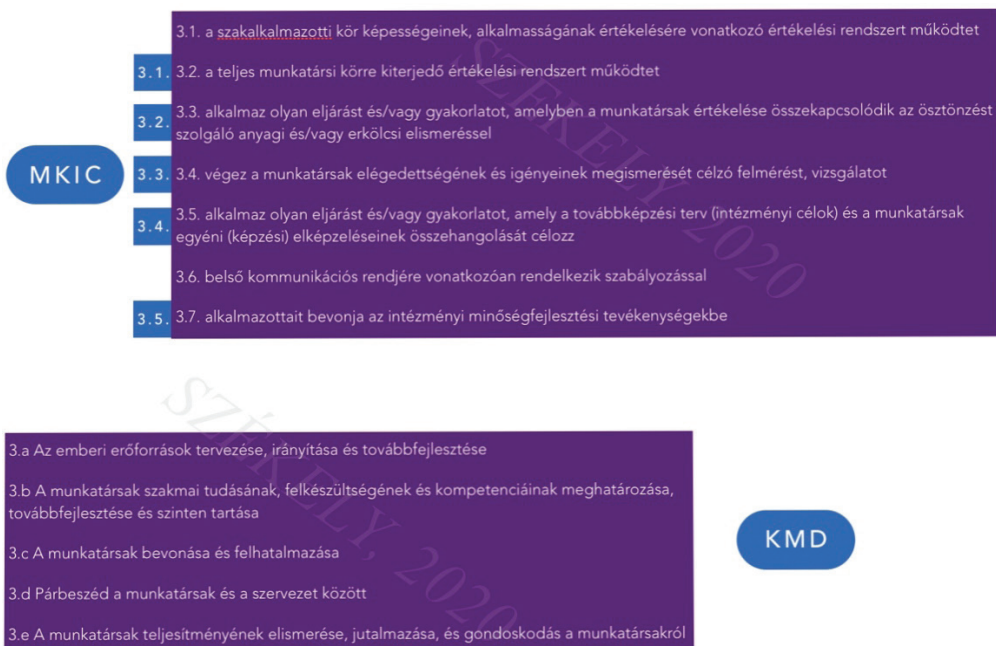 3.1. a szakalkalmazotti kör képességeinek, alkalmasságának értékelésére vonatkozó értékelési rendszert működtet
3.1. 3.2. a teljes munkatársi körre kiterjedő értékelési rendszert működtet
3.2. 3.3. alkalmaz olyan eljárást és/vagy gyakorlatot, amelyben a munkatársak értékelése összekapcsolódik az ösztönzést
szolgáló anyagi és/vagy erkölcsi elismeréssel
MKIC
3.3. 3.4. végez a munkatársak elégedettségének és igényeinek megismerését célzó felmérést, vizsgálatot
3.4. 3.5. alkalmaz olyan eljárást és/vagy gyakorlatot, amely a továbbképzési terv (intézményi célok) és a munkatársak
egyéni (képzési) elképzeléseinek összehangolását célozz
3.6. belső kommunikációs rendjére vonatkozóan rendelkezik szabályozással
3.5. 3.7. alkalmazottait bevonja az intézményi minőségfejlesztési tevékenységekbe
SZÉKELY, 2020
3.a Az emberi erőforrások tervezése, irányítása és továbbfejlesztése
3.b A munkatársak szakmai tudásának, felkészültségének és kompetenciáinak meghatározása,
továbbfejlesztése és szinten tartása
3.c A munkatársak bevonása és felhatalmazása
3.d Párbeszéd a munkatársak és a szervezet között
3.e A munkatársak teljesítményének elismerése, jutalmazása, és gondoskodás a munkatársakról
KMD
SZÉKELY, 2020